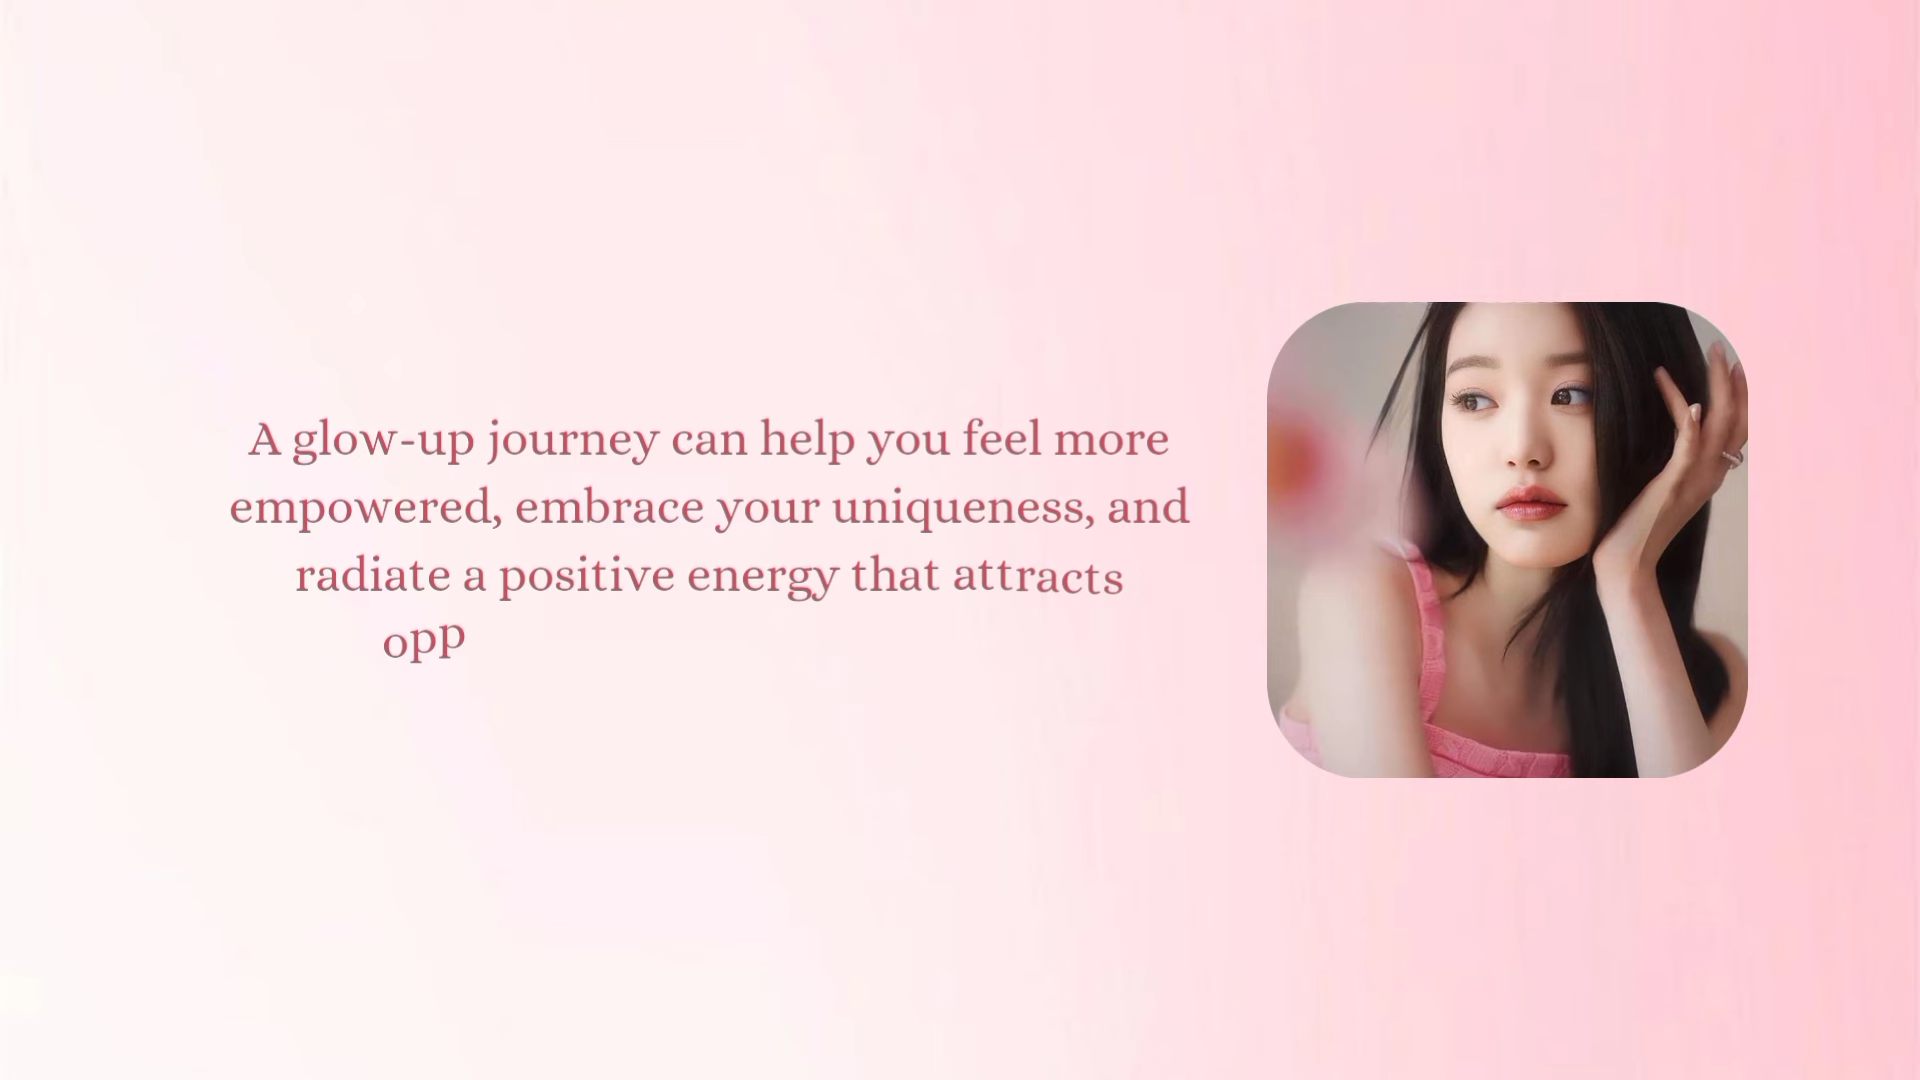 A glow-up journey can help you feel more
empowered, embrace your uniqueness, and
radiate a positive energy that attracts
opp